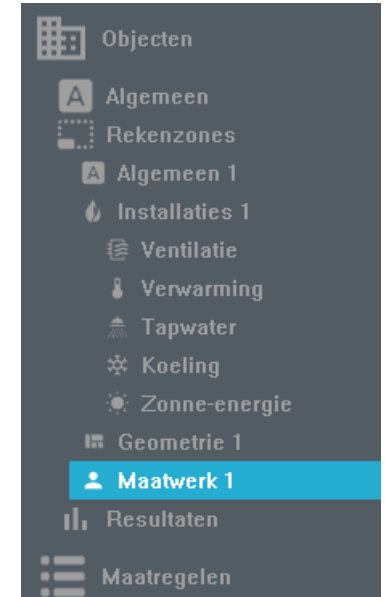 Objecten
A Algemeen
Rekenzones
A Algemeen 1
Installaties 1
Ventilatie
Verwarming
Tapwater
Koeling
Zonne-energie
Geometrie 1
Maatwerk 1
Resultaten
Maatregelen